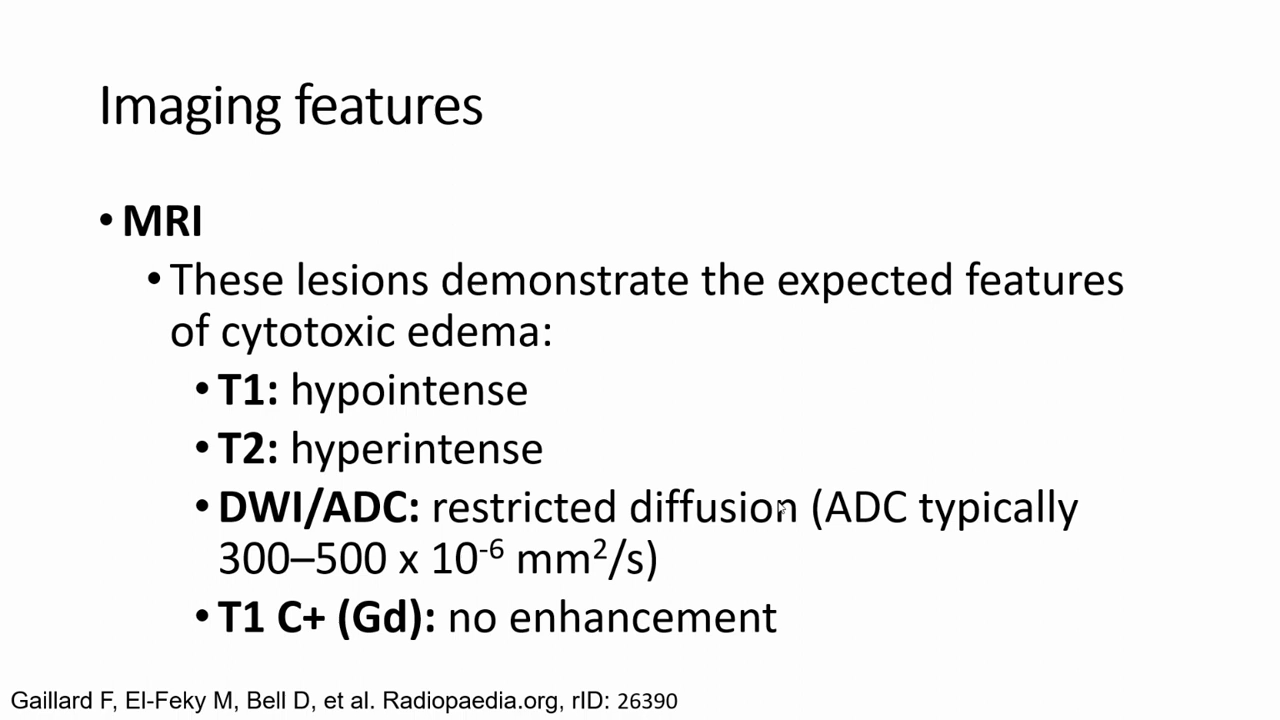 Imaging features
• MRI
• These lesions demonstrate the expected features
of cytotoxic edema:
• T1: hypointense
• T2: hyperintense
• DWI/ADC: restricted diffusion (ADC typically
300–500 x 10⁻⁶ mm²/s)
• T1 C+ (Gd): no enhancement
Gaillard F, El-Feky M, Bell D, et al. Radiopaedia.org, rID: 26390